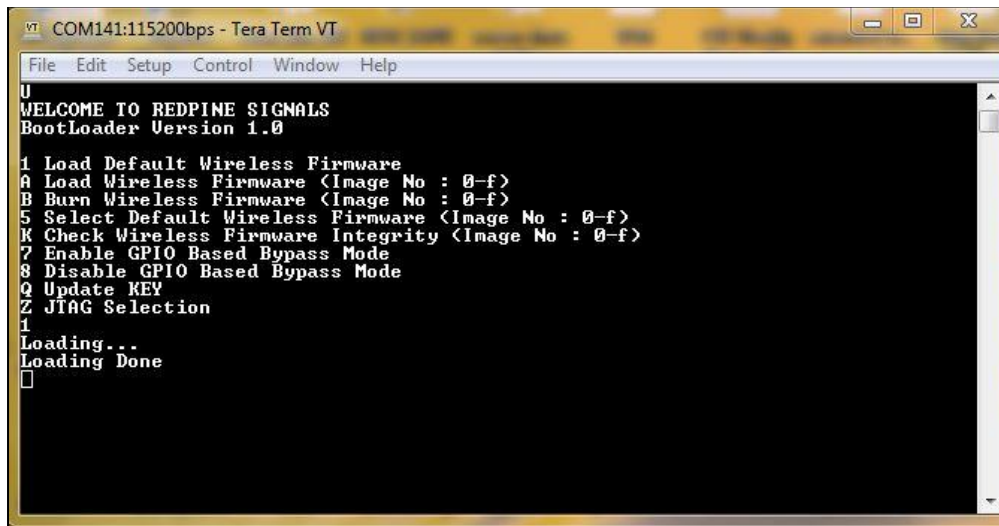 COM141:115200bps - Tera Term VT
File Edit Setup Control Window Help
U
WELCOME TO REDPINE SIGNALS
BootLoader Version 1.0
1 Load Default Wireless Firmware
A Load Wireless Firmware (Image No : 0-f)
B Burn Wireless Firmware (Image No : 0-f)
5 Select Default Wireless Firmware (Image No : 0-f)
K Check Wireless Firmware Integrity (Image No : 0-f)
7 Enable GPIO Based Bypass Mode
8 Disable GPIO Based Bypass Mode
Q Update KEY
Z JTAG Selection
1
Loading...
Loading Done